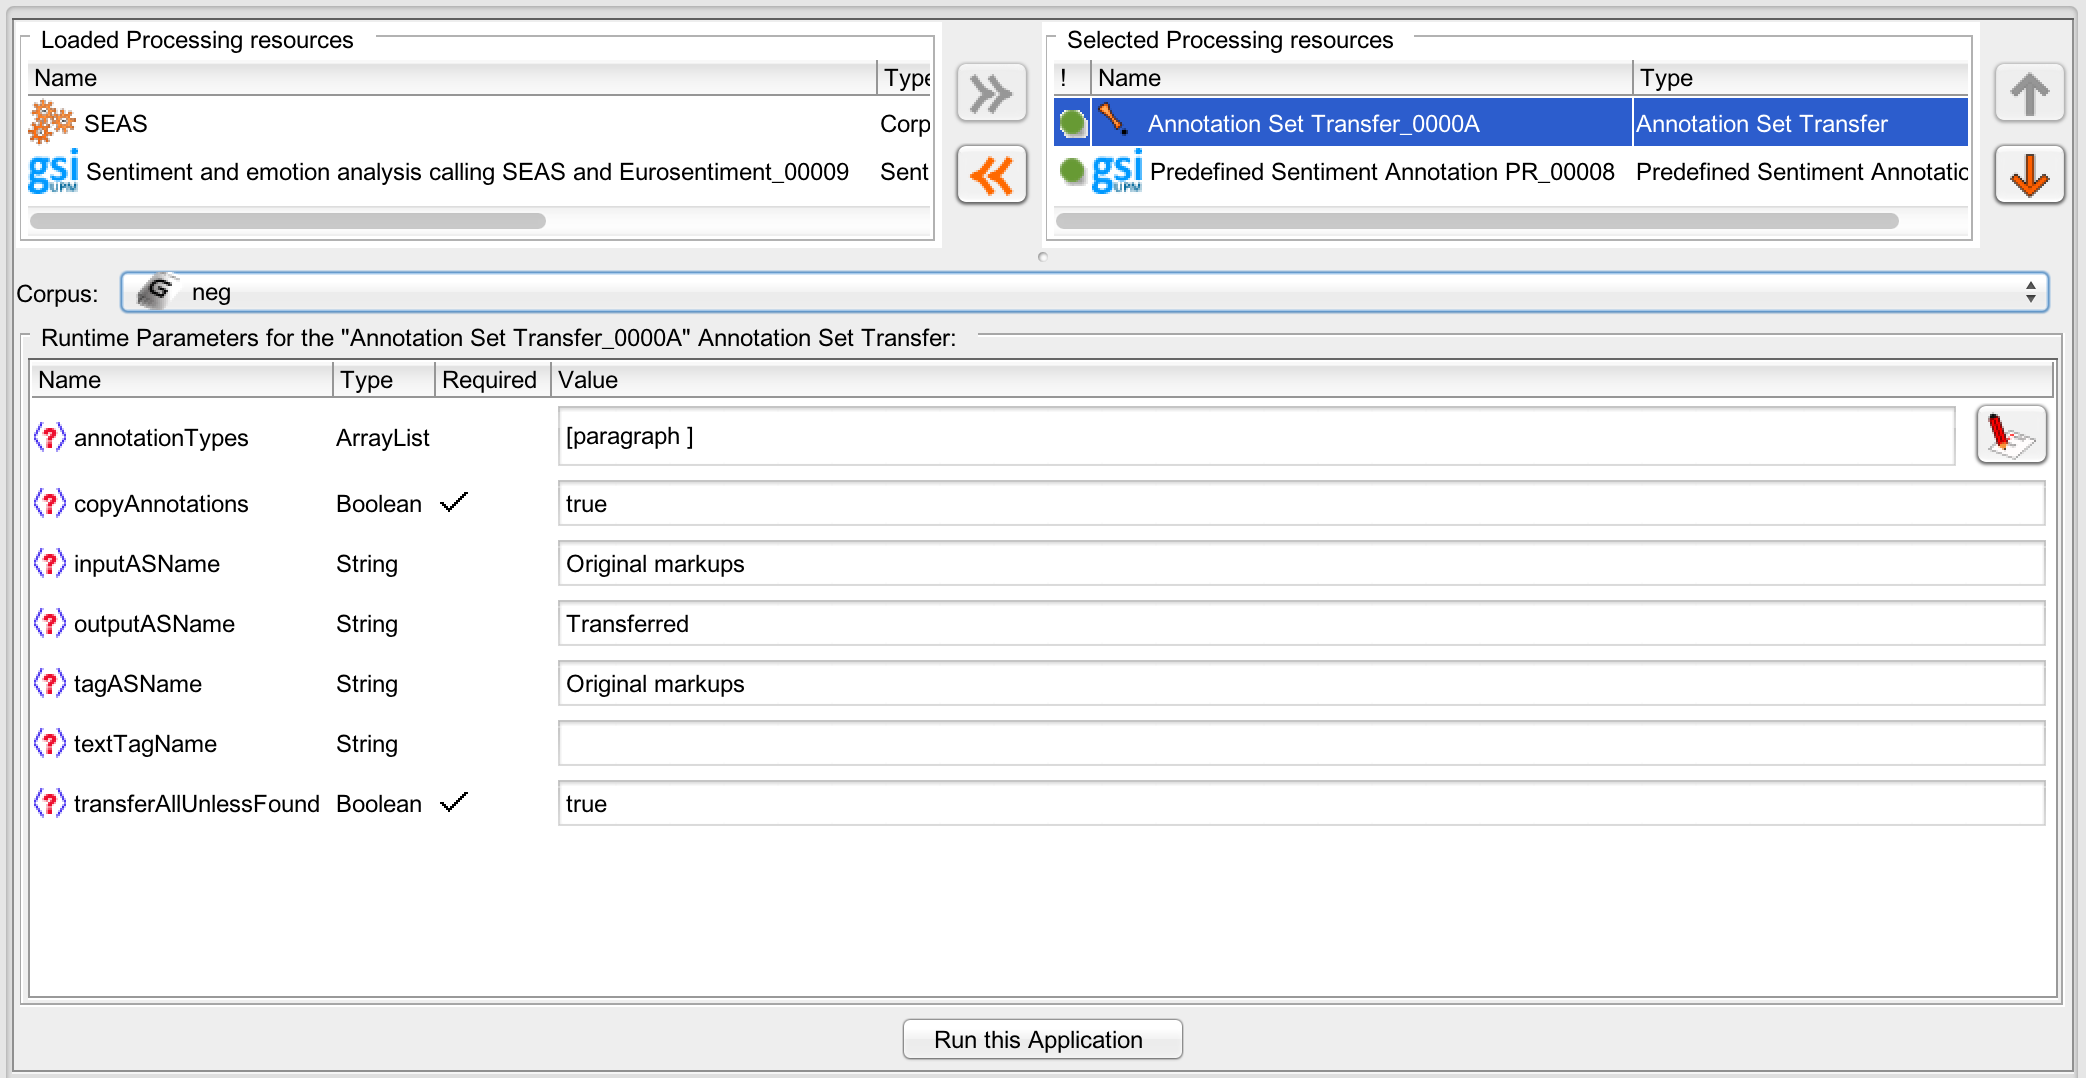 Loaded Processing resources
Name Type
SEAS Corp
gsi UPM Sentiment and emotion analysis calling SEAS and Eurosentiment_00009 Sent
Selected Processing resources
! Name Type
Annotation Set Transfer_0000A Annotation Set Transfer
gsi UPM Predefined Sentiment Annotation PR_00008 Predefined Sentiment Annotatio
Corpus: G neg
Runtime Parameters for the "Annotation Set Transfer_0000A" Annotation Set Transfer:
Name Type Required Value
? annotationTypes ArrayList [paragraph ]
? copyAnnotations Boolean ✓ true
? inputASName String Original markups
? outputASName String Transferred
? tagASName String Original markups
? textTagName String
? transferAllUnlessFound Boolean ✓ true
Run this Application